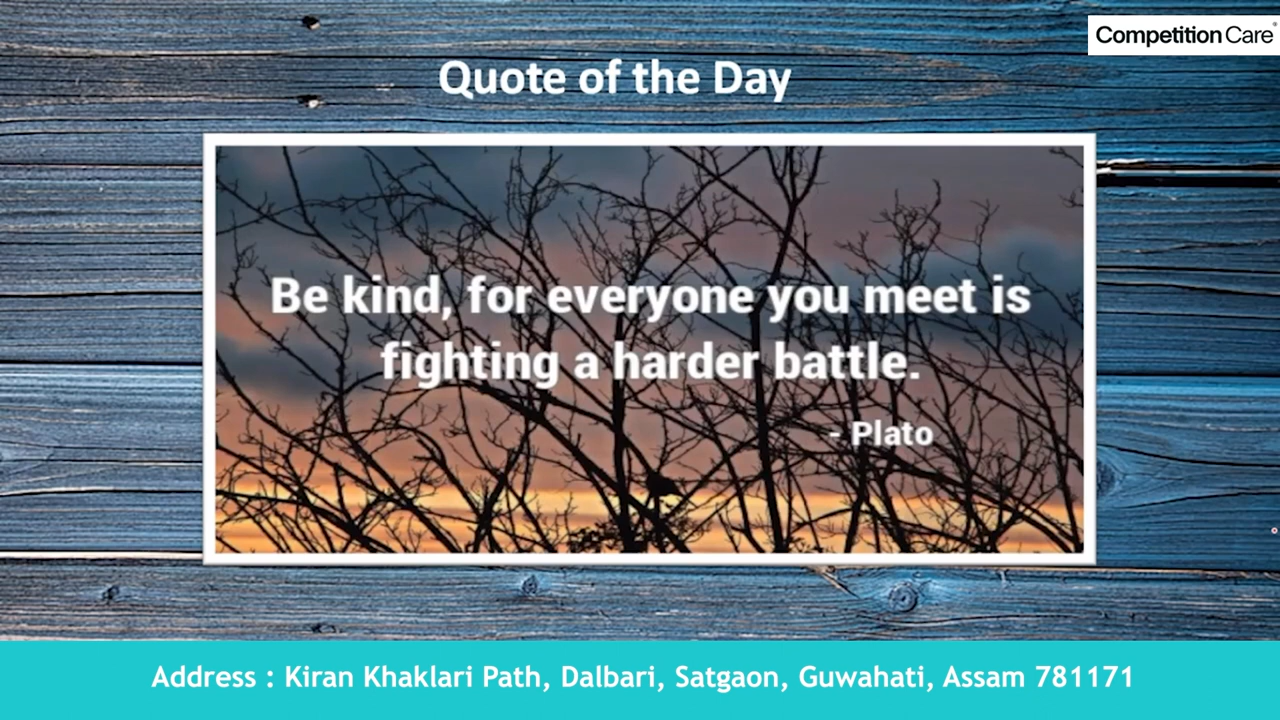 Competition Care
Quote of the Day
Be kind, for everyone you meet is
fighting a harder battle.
- Plato
Address : Kiran Khaklari Path, Dalbari, Satgaon, Guwahati, Assam 781171